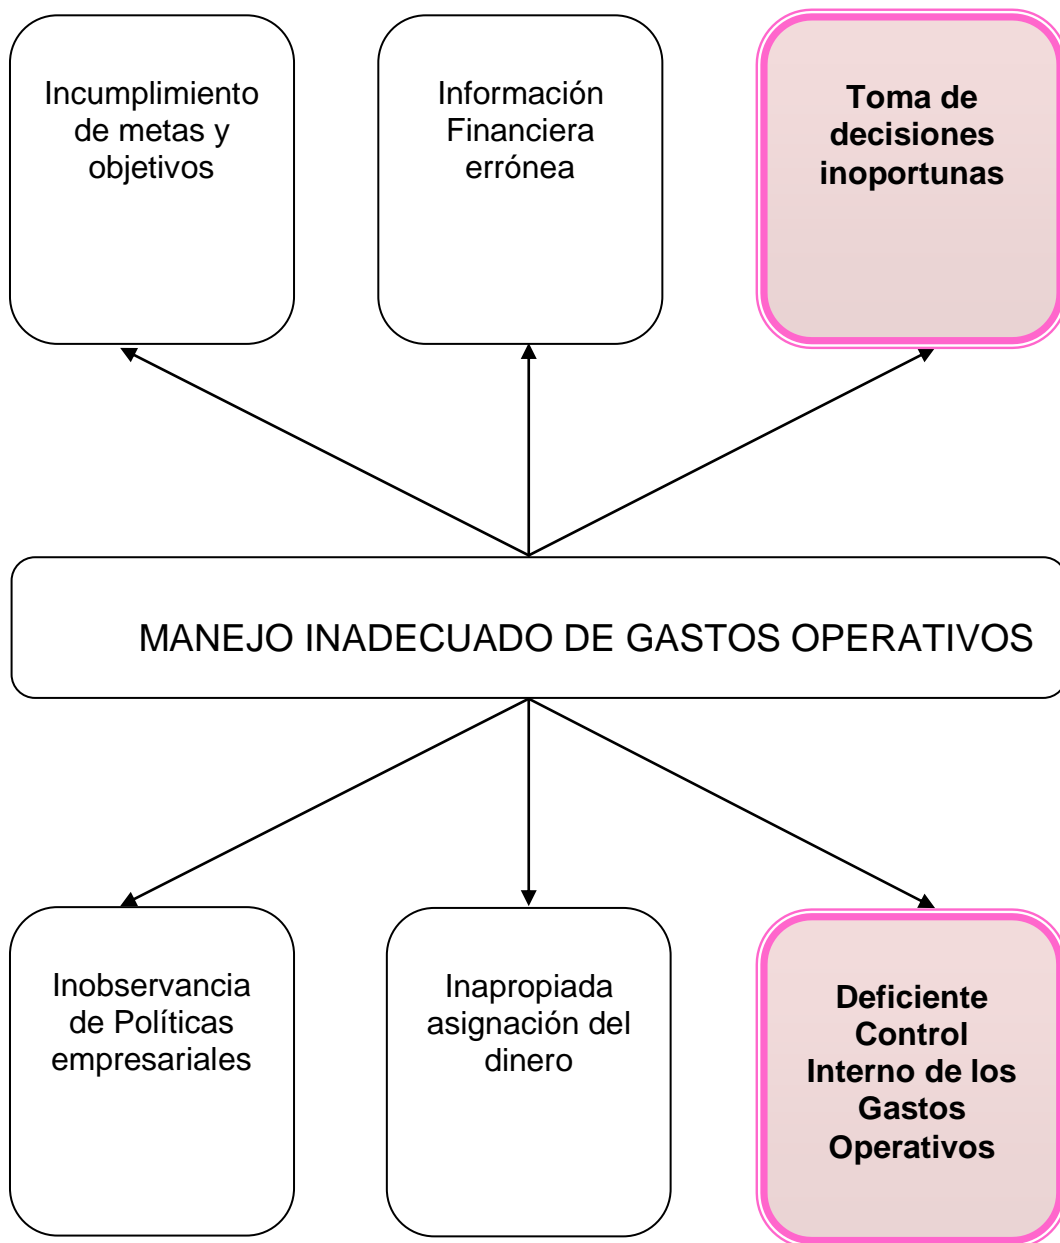 Incumplimiento
de metas y
objetivos
Información
Financiera
errónea
Toma de
decisiones
inoportunas
MANEJO INADECUADO DE GASTOS OPERATIVOS
Inobservancia
de Políticas
empresariales
Inapropiada
asignación del
dinero
Deficiente
Control
Interno de los
Gastos
Operativos